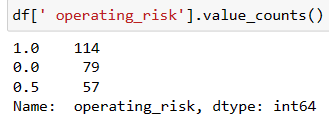 df[' operating_risk'].value_counts()
1.0    114
0.0     79
0.5     57
Name:  operating_risk, dtype: int64